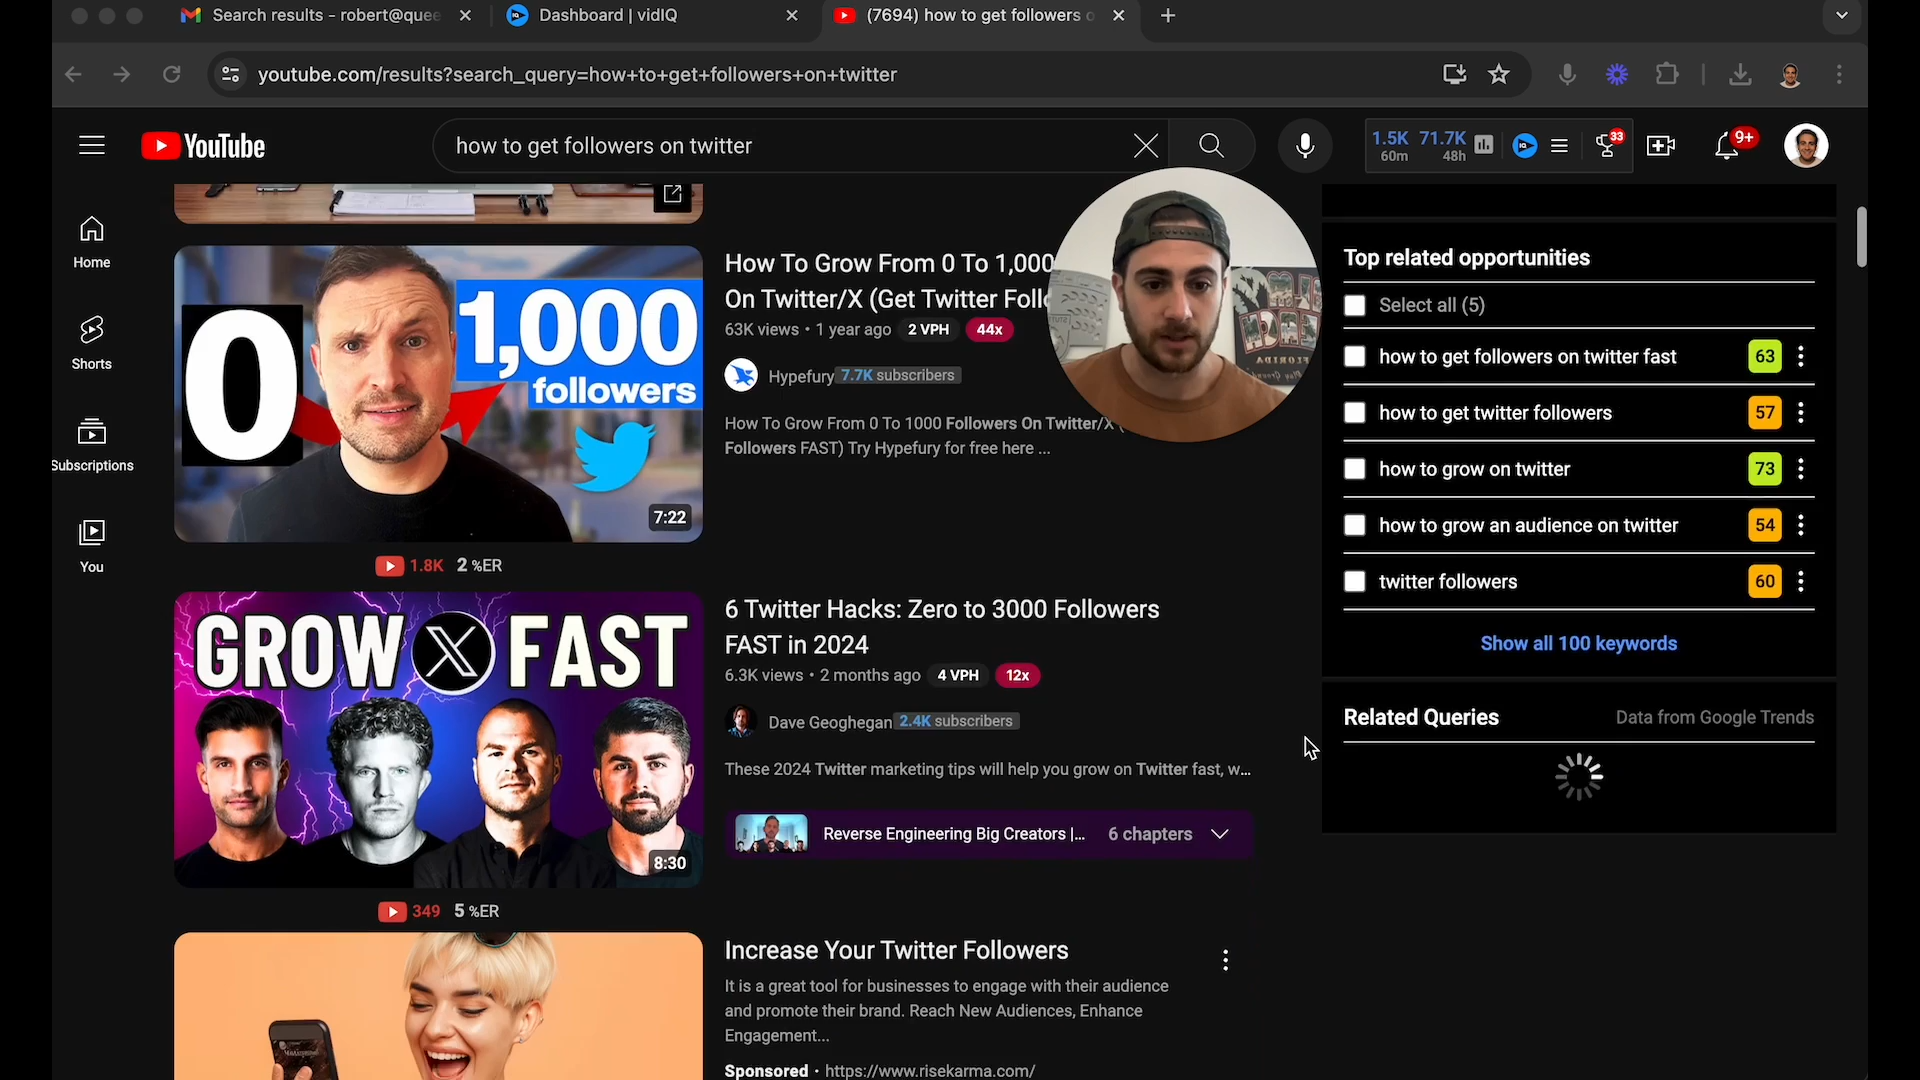 Search results - robert@quee
Dashboard | vidIQ
(7694) how to get followers o
youtube.com/results?search_query=how+to+get+followers+on+twitter
YouTube
how to get followers on twitter
1.5K 71.7K
60m 48h
IQ
33
9+
Home
Shorts
Subscriptions
You
0
1,000
followers
7:22
1.8K 2 %ER
How To Grow From 0 To 1,000
On Twitter/X (Get Twitter Follo
63K views • 1 year ago 2 VPH 44x
Hypefury 7.7K subscribers
How To Grow From 0 To 1000 Followers On Twitter/X (
Followers FAST) Try Hypefury for free here ...
FLORIDA
GROW X FAST
8:30
349 5 %ER
6 Twitter Hacks: Zero to 3000 Followers
FAST in 2024
6.3K views • 2 months ago 4 VPH 12x
Dave Geoghegan 2.4K subscribers
These 2024 Twitter marketing tips will help you grow on Twitter fast, w...
Reverse Engineering Big Creators |... 6 chapters
Increase Your Twitter Followers
It is a great tool for businesses to engage with their audience
and promote their brand. Reach New Audiences, Enhance
Engagement...
Sponsored • https://www.risekarma.com/
Top related opportunities
Select all (5)
how to get followers on twitter fast 63
how to get twitter followers 57
how to grow on twitter 73
how to grow an audience on twitter 54
twitter followers 60
Show all 100 keywords
Related Queries Data from Google Trends